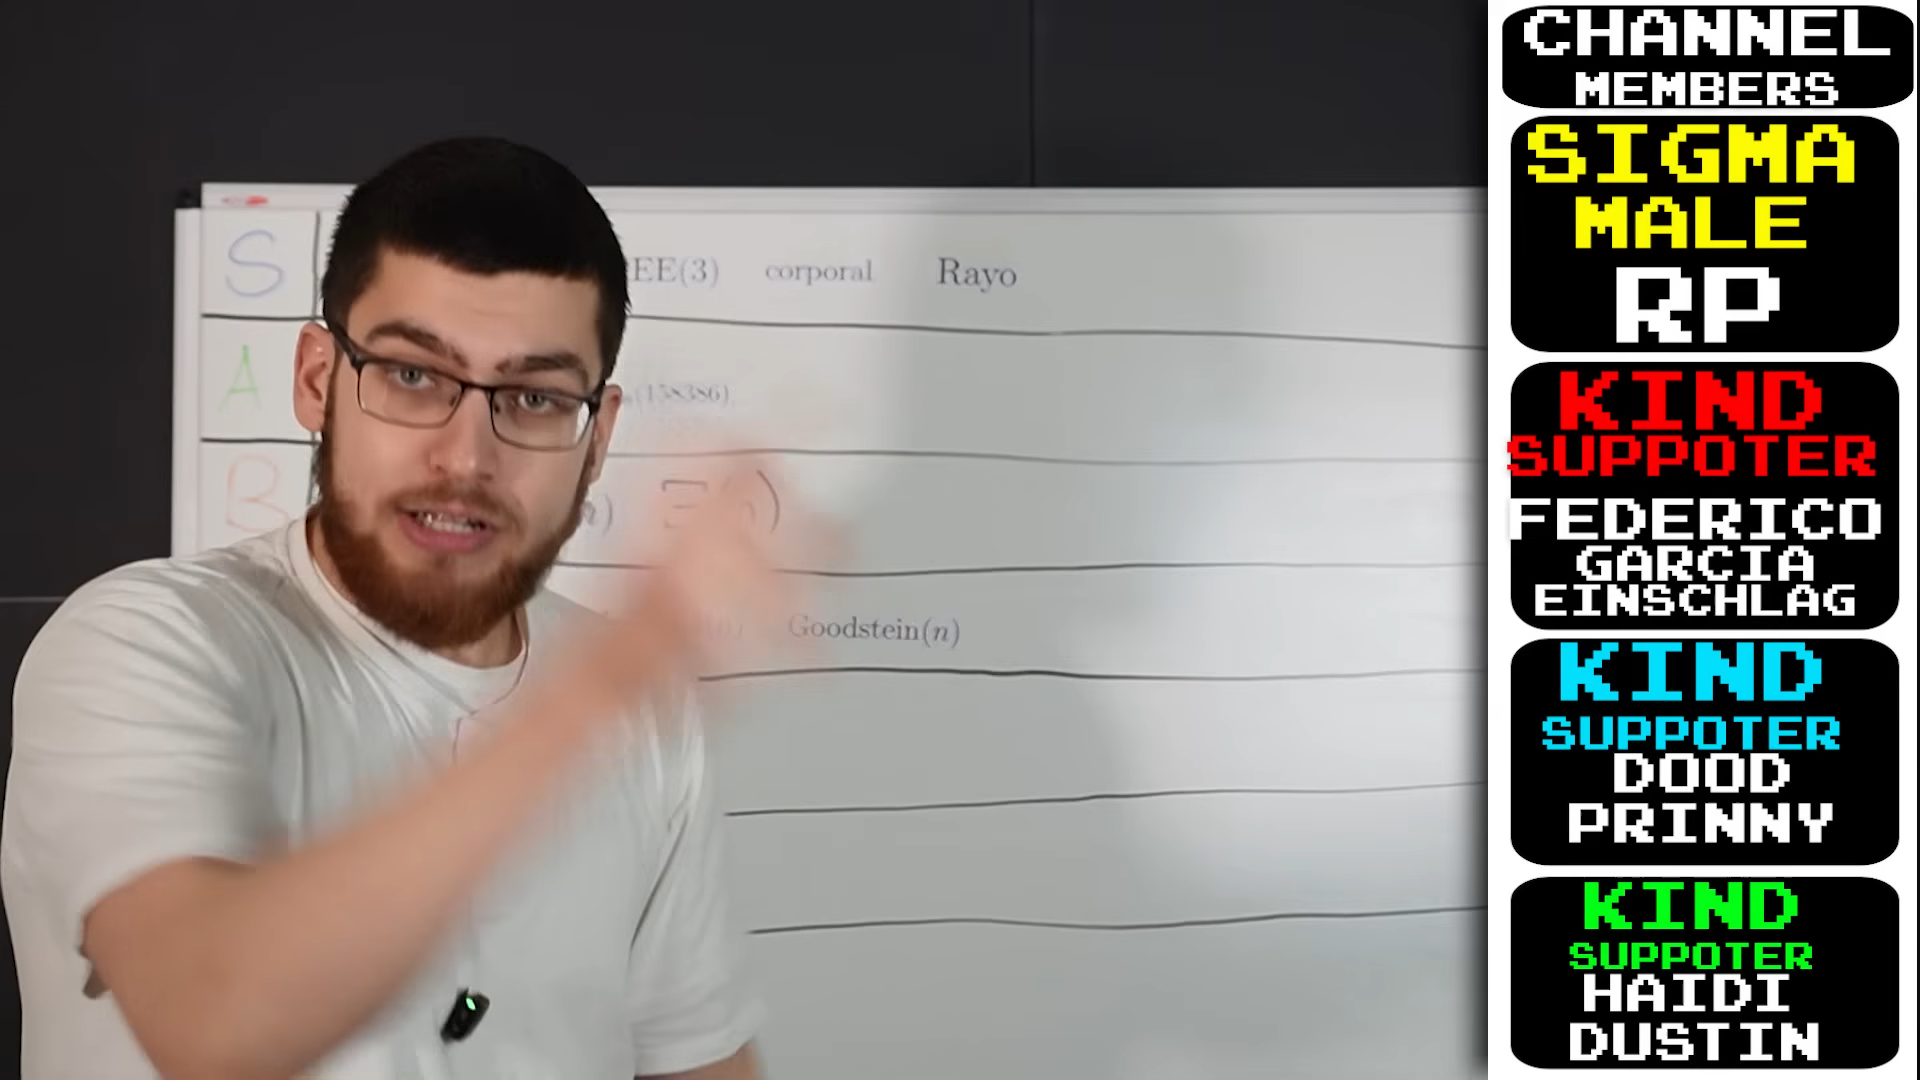 S
EE(3) corporal Rayo
A
(158386)
B
Ξ( )
Goodstein(n)
CHANNEL
MEMBERS
SIGMA
MALE
RP
KIND
SUPPOTER
FEDERICO
GARCIA
EINSCHLAG
KIND
SUPPOTER
DOOD
PRINNY
KIND
SUPPOTER
HAIDI
DUSTIN